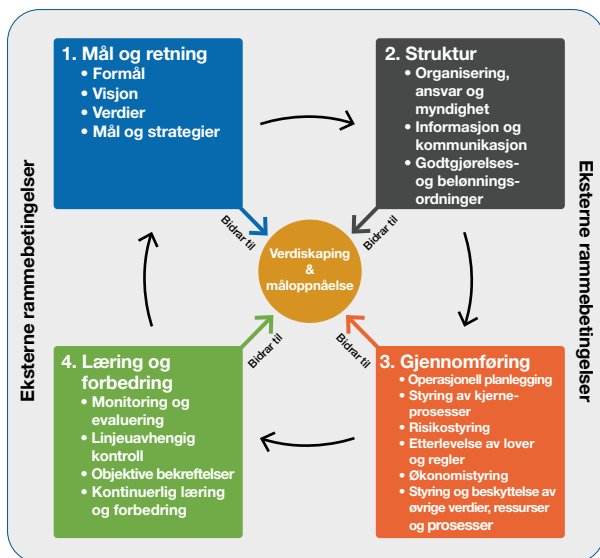 1. Mål og retning
• Formål
• Visjon
• Verdier
• Mål og strategier
2. Struktur
• Organisering,
ansvar og
myndighet
• Informasjon og
kommunikasjon
• Godtgjørelses-
og belønnings-
ordninger
Eksterne rammebetingelser
Eksterne rammebetingelser
Bidrar til
Bidrar til
Verdiskaping
&
måloppnåelse
Bidrar til
Bidrar til
4. Læring og
forbedring
• Monitoring og
evaluering
• Linjeuavhengig
kontroll
• Objektive bekreftelser
• Kontinuerlig læring
og forbedring
3. Gjennomføring
• Operasjonell planlegging
• Styring av kjerne-
prosesser
• Risikostyring
• Etterlevelse av lover
og regler
• Økonomistyring
• Styring og beskyttelse av
øvrige verdier, ressurser
og prosesser